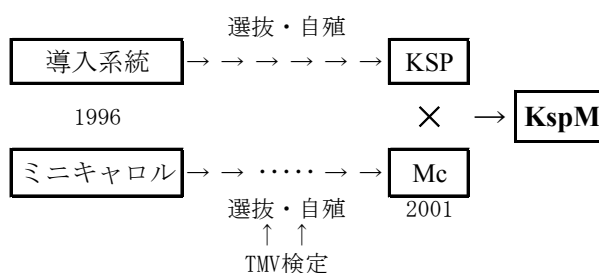 選抜・自殖
導入系統 → → → → → → KSP
1996 × → KspM
ミニキャロル → → ····· → → Mc
選抜・自殖 2001
↑ ↑
TMV検定